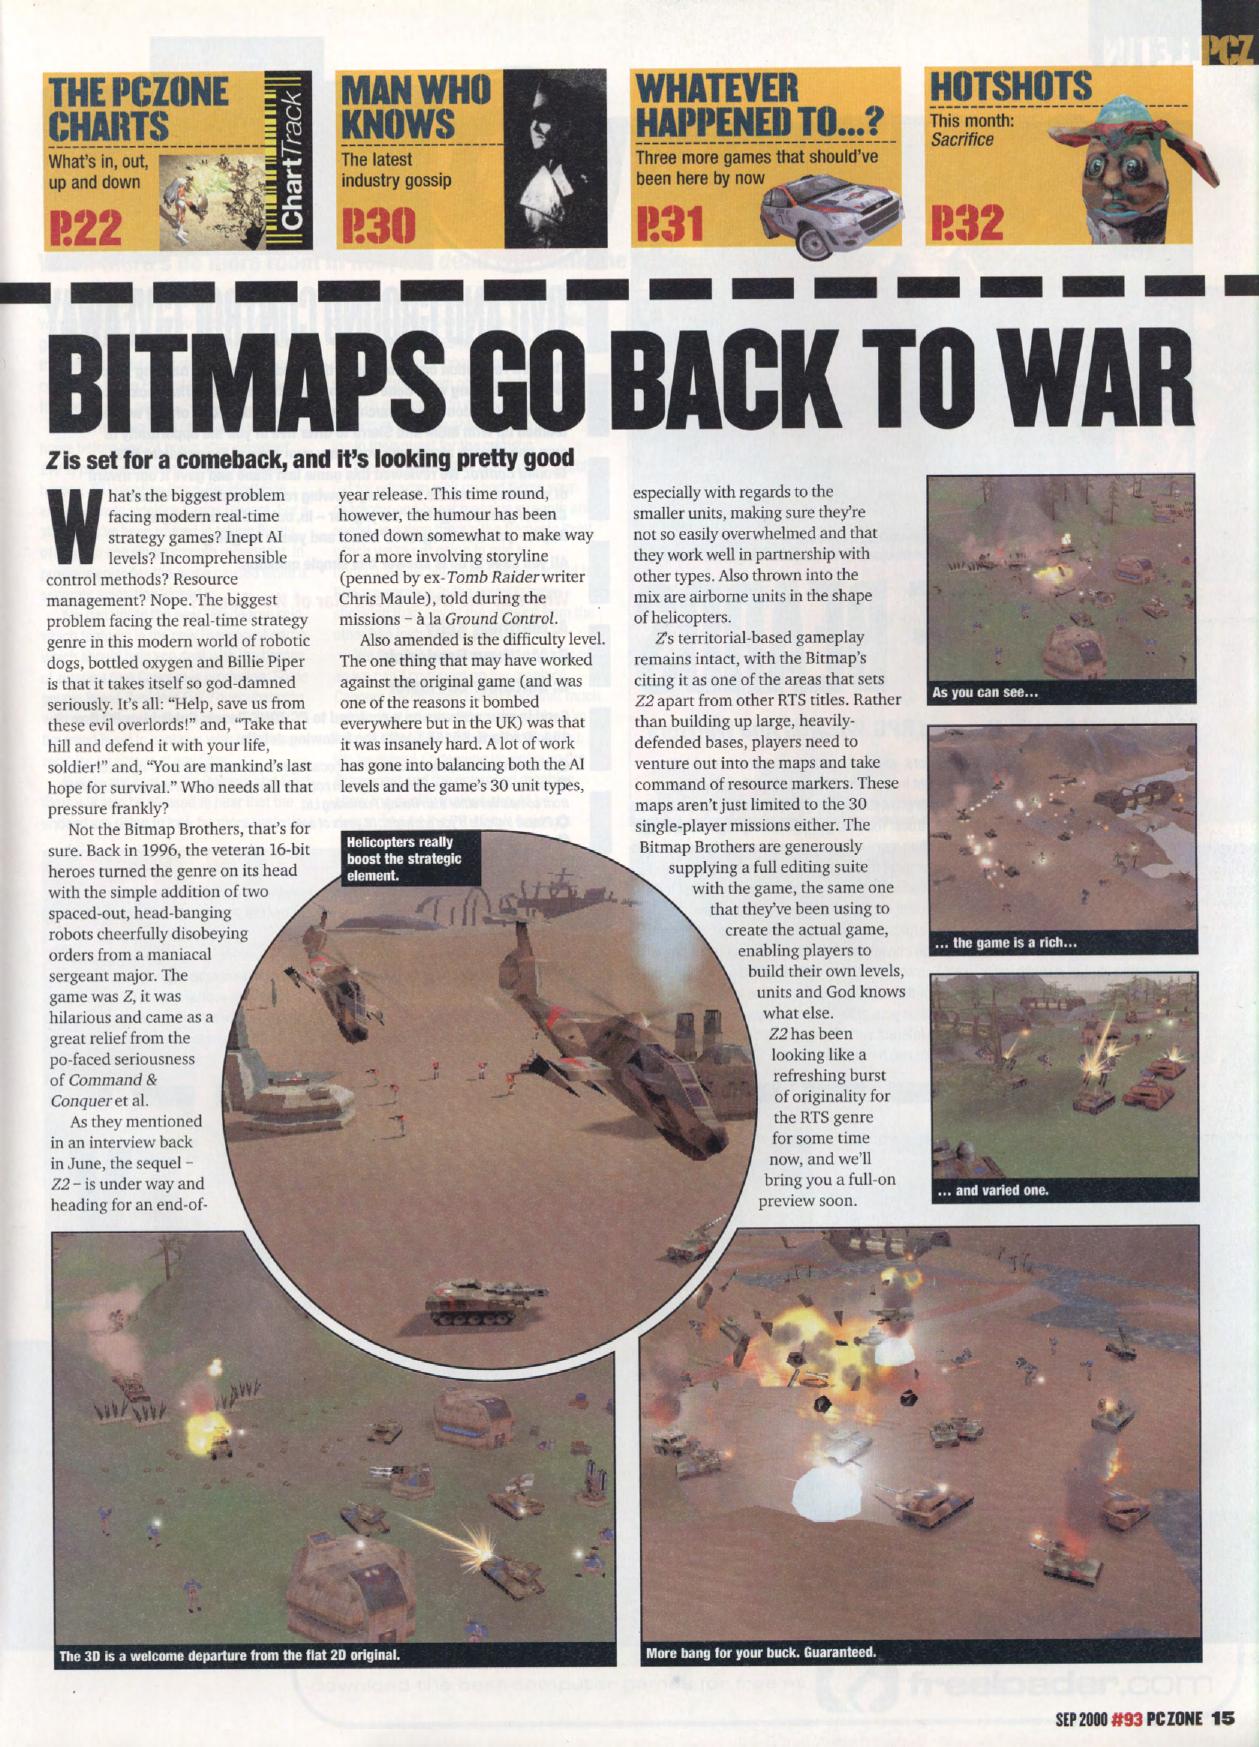 PCZ
THE PCZONE
CHARTS
What's in, out,
up and down
P.22
ChartTrack
MAN WHO
KNOWS
The latest
industry gossip
P.30
WHATEVER
HAPPENED TO...?
Three more games that should've
been here by now
P.31
HOTSHOTS
This month:
Sacrifice
P.32
BITMAPS GO BACK TO WAR
Z is set for a comeback, and it's looking pretty good
What's the biggest problem
facing modern real-time
strategy games? Inept AI
levels? Incomprehensible
control methods? Resource
management? Nope. The biggest
problem facing the real-time strategy
genre in this modern world of robotic
dogs, bottled oxygen and Billie Piper
is that it takes itself so god-damned
seriously. It's all: "Help, save us from
these evil overlords!" and, "Take that
hill and defend it with your life,
soldier!" and, "You are mankind's last
hope for survival." Who needs all that
pressure frankly?
Not the Bitmap Brothers, that's for
sure. Back in 1996, the veteran 16-bit
heroes turned the genre on its head
with the simple addition of two
spaced-out, head-banging
robots cheerfully disobeying
orders from a maniacal
sergeant major. The
game was Z, it was
hilarious and came as a
great relief from the
po-faced seriousness
of Command &
Conquer et al.
As they mentioned
in an interview back
in June, the sequel –
Z2 – is under way and
heading for an end-of-
year release. This time round,
however, the humour has been
toned down somewhat to make way
for a more involving storyline
(penned by ex-Tomb Raider writer
Chris Maule), told during the
missions – à la Ground Control.
Also amended is the difficulty level.
The one thing that may have worked
against the original game (and was
one of the reasons it bombed
everywhere but in the UK) was that
it was insanely hard. A lot of work
has gone into balancing both the AI
levels and the game's 30 unit types,
especially with regards to the
smaller units, making sure they're
not so easily overwhelmed and that
they work well in partnership with
other types. Also thrown into the
mix are airborne units in the shape
of helicopters.
Z's territorial-based gameplay
remains intact, with the Bitmap's
citing it as one of the areas that sets
Z2 apart from other RTS titles. Rather
than building up large, heavily-
defended bases, players need to
venture out into the maps and take
command of resource markers. These
maps aren't just limited to the 30
single-player missions either. The
Bitmap Brothers are generously
supplying a full editing suite
with the game, the same one
that they've been using to
create the actual game,
enabling players to
build their own levels,
units and God knows
what else.
Z2 has been
looking like a
refreshing burst
of originality for
the RTS genre
for some time
now, and we'll
bring you a full-on
preview soon.
Helicopters really
boost the strategic
element.
As you can see...
... the game is a rich...
... and varied one.
The 3D is a welcome departure from the flat 2D original.
More bang for your buck. Guaranteed.
SEP 2000 #93 PC ZONE 15